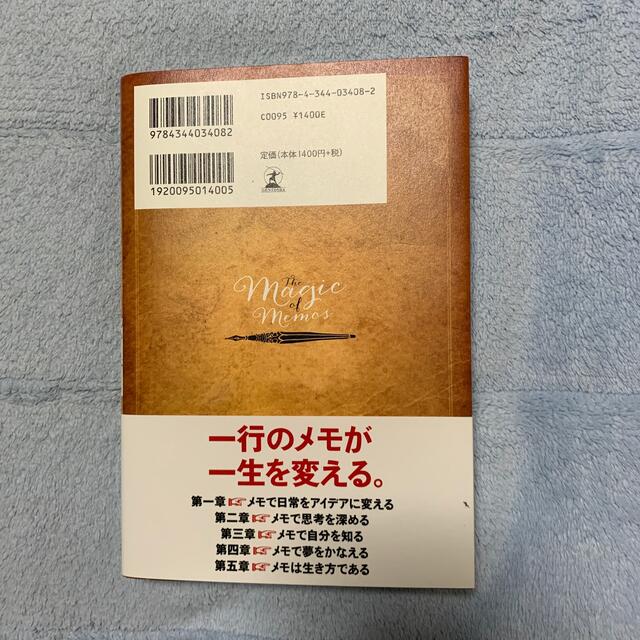 ISBN978-4-344-03408-2
C0095 ¥1400E
9784344034082
定価(本体1400円+税)
1920095014005
GENTOSHA
The
Magic
of
Memos
一行のメモが
一生を変える。
第一章☞メモで日常をアイデアに変える
第二章☞メモで思考を深める
第三章☞メモで自分を知る
第四章☞メモで夢をかなえる
第五章☞メモは生き方である